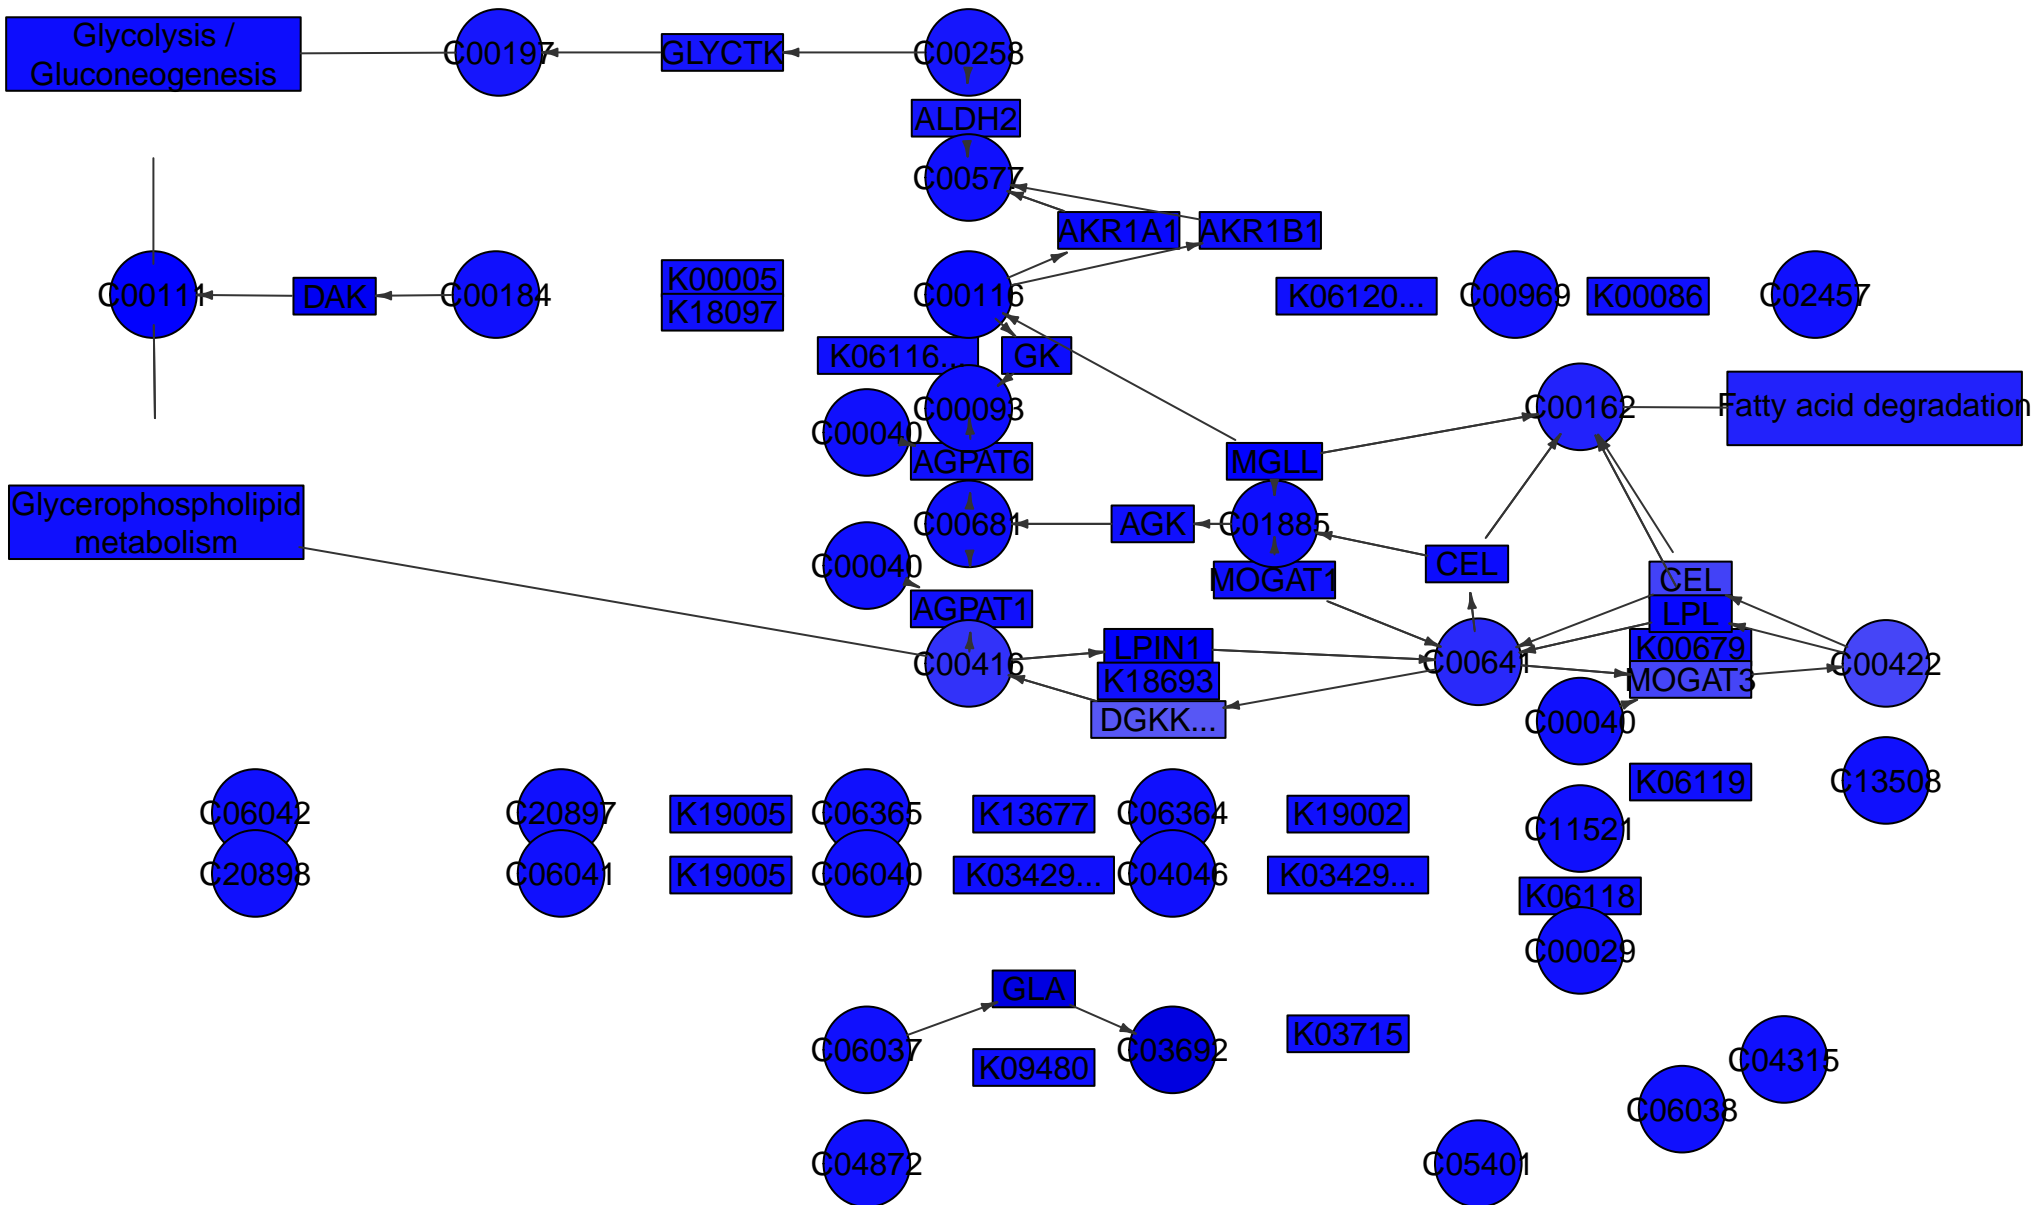 Glycolysis /
Gluconeogenesis
C00197
GLYCTK
C00258
ALDH2
C00577
AKR1A1
AKR1B1
C00111
DAK
C00184
K00005
K18097
C00116
K06120...
C00969
K00086
C02457
K06116...
GK
C00093
C00040
C00162
Fatty acid degradation
AGPAT6
MGLL
Glycerophospholipid
metabolism
C00681
AGK
C01885
C00040
MOGAT1
CEL
CEL
AGPAT1
LPL
C00416
LPIN1
K18693
DGKK...
C00641
K00679
MOGAT3
C00422
C00040
K06119
C13508
C06042
C20897
K19005
C06365
K13677
C06364
K19002
C11521
C20898
C06041
K19005
C06040
K03429...
C04046
K03429...
K06118
C00029
GLA
C06037
K09480
C03692
K03715
C04315
C06038
C04872
C05401